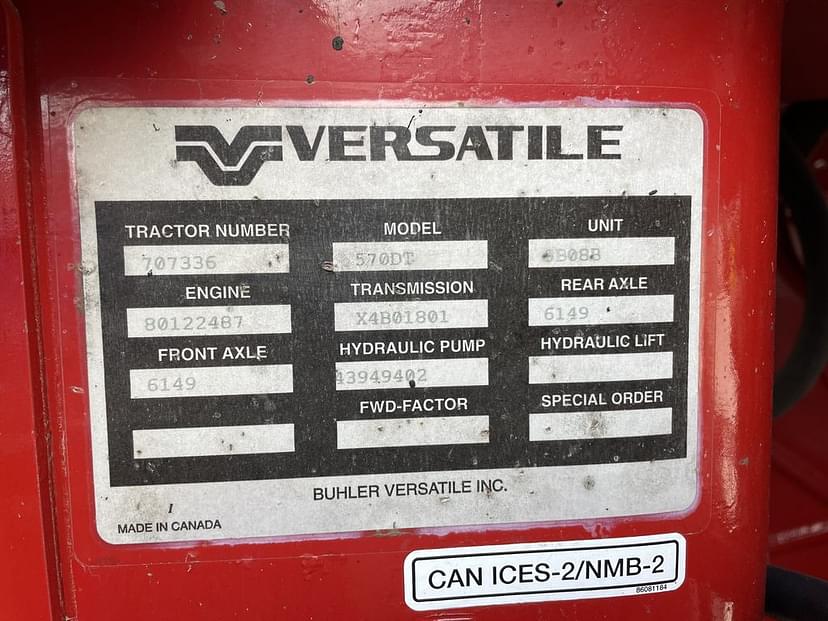 VERSATILE
TRACTOR NUMBER MODEL UNIT
707336 570DT
ENGINE TRANSMISSION REAR AXLE
80122487 X4B01801 6149
FRONT AXLE HYDRAULIC PUMP HYDRAULIC LIFT
6149 43949402
FWD-FACTOR SPECIAL ORDER
BUHLER VERSATILE INC.
I
MADE IN CANADA
CAN ICES-2/NMB-2
86081184